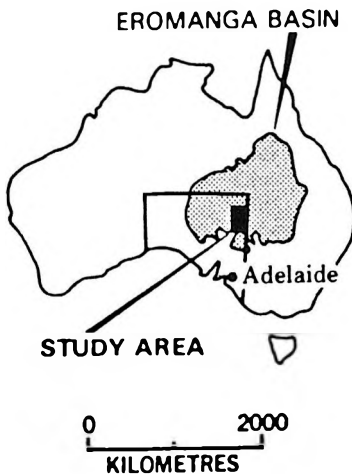 EROMANGA BASIN
Adelaide
STUDY AREA
0 2000
KILOMETRES